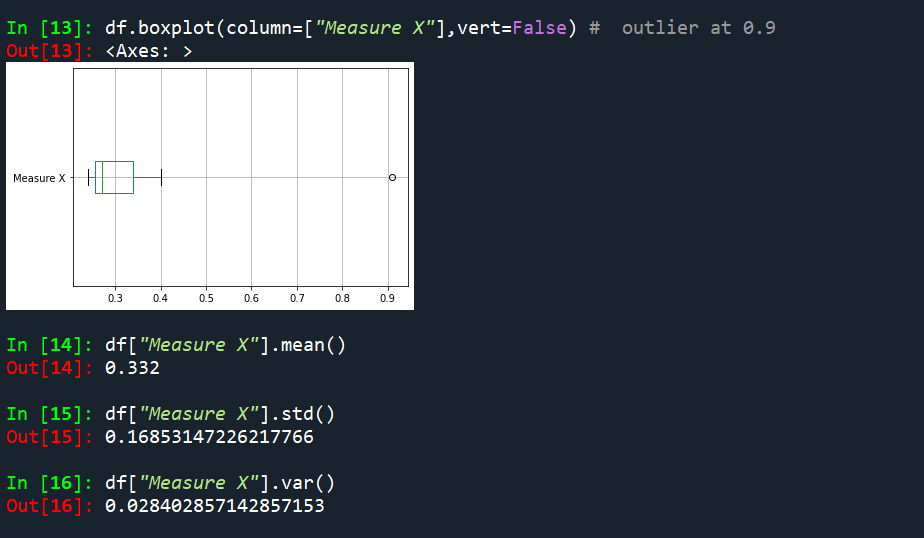 In [13]: df.boxplot(column=["Measure X"],vert=False) #  outlier at 0.9
Out[13]: <Axes: >
Measure X
0.3 0.4 0.5 0.6 0.7 0.8 0.9
In [14]: df["Measure X"].mean()
Out[14]: 0.332
In [15]: df["Measure X"].std()
Out[15]: 0.16853147226217766
In [16]: df["Measure X"].var()
Out[16]: 0.028402857142857153